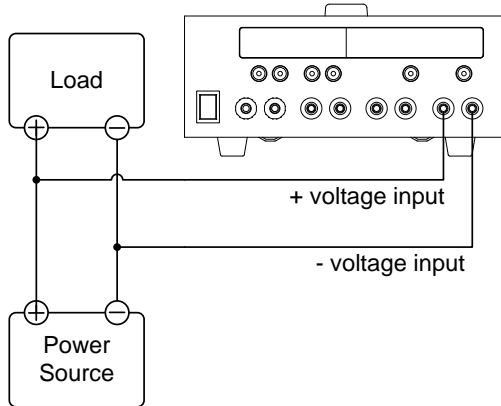 Load
+ voltage input
- voltage input
Power
Source